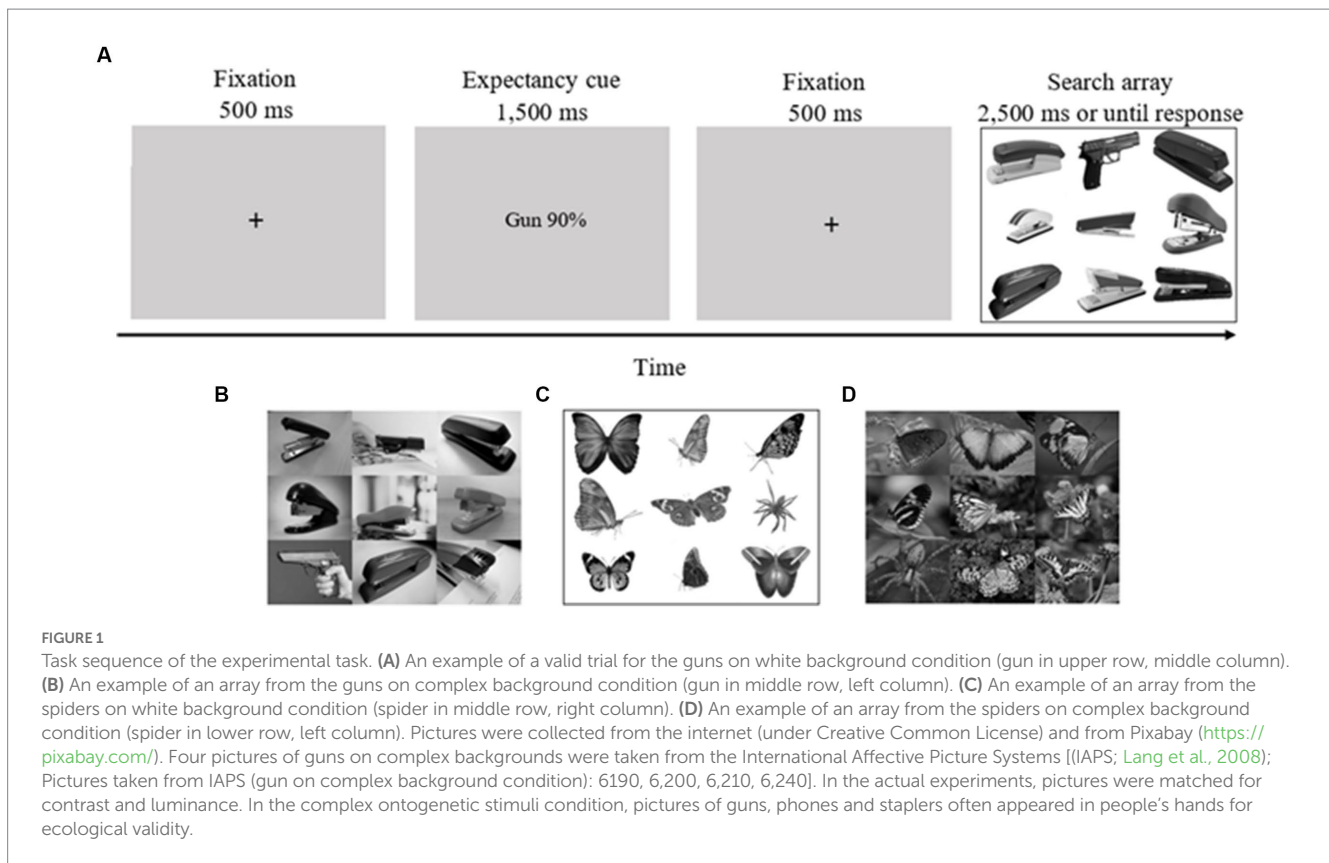 A
Fixation
500 ms
Expectancy cue
1,500 ms
Fixation
500 ms
Search array
2,500 ms or until response
+
Gun 90%
+
Time
B
C
D
FIGURE 1
Task sequence of the experimental task. (A) An example of a valid trial for the guns on white background condition (gun in upper row, middle column).
(B) An example of an array from the guns on complex background condition (gun in middle row, left column). (C) An example of an array from the
spiders on white background condition (spider in middle row, right column). (D) An example of an array from the spiders on complex background
condition (spider in lower row, left column). Pictures were collected from the internet (under Creative Common License) and from Pixabay (https://
pixabay.com/). Four pictures of guns on complex backgrounds were taken from the International Affective Picture Systems [(IAPS; Lang et al., 2008);
Pictures taken from IAPS (gun on complex background condition): 6190, 6,200, 6,210, 6,240]. In the actual experiments, pictures were matched for
contrast and luminance. In the complex ontogenetic stimuli condition, pictures of guns, phones and staplers often appeared in people's hands for
ecological validity.